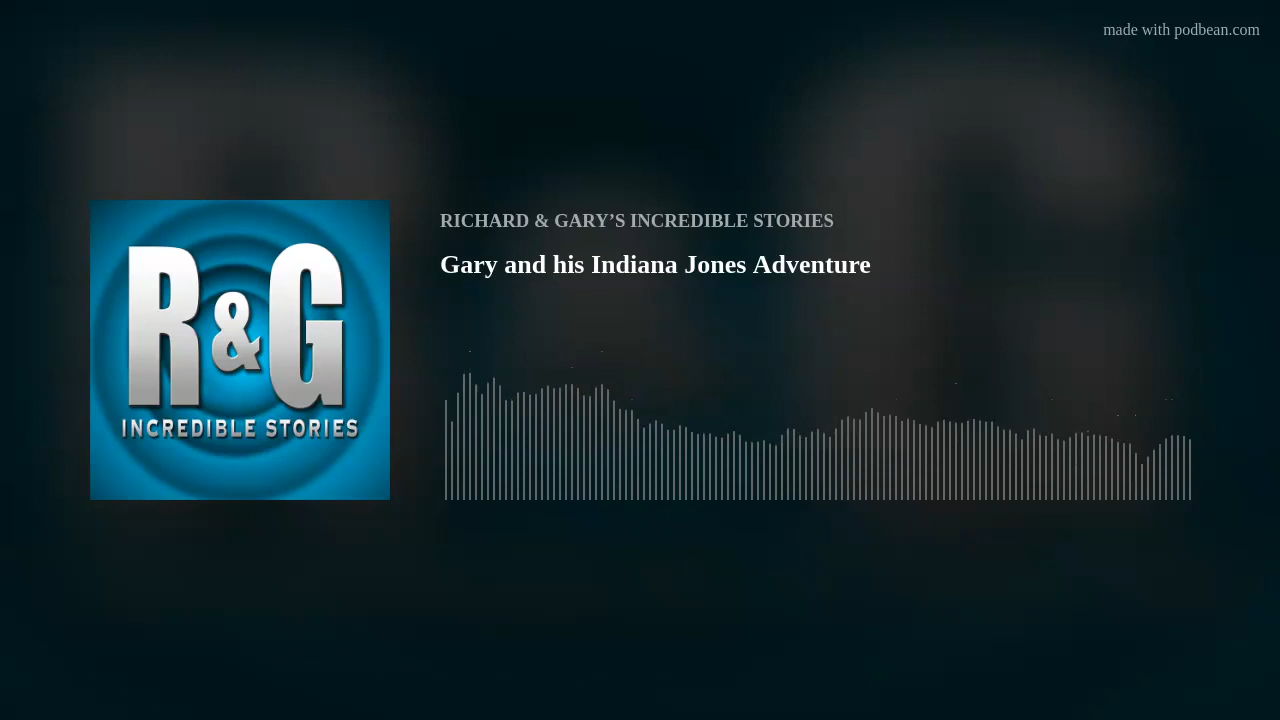 made with podbean.com
RICHARD & GARY’S INCREDIBLE STORIES
Gary and his Indiana Jones Adventure
R&G
INCREDIBLE STORIES